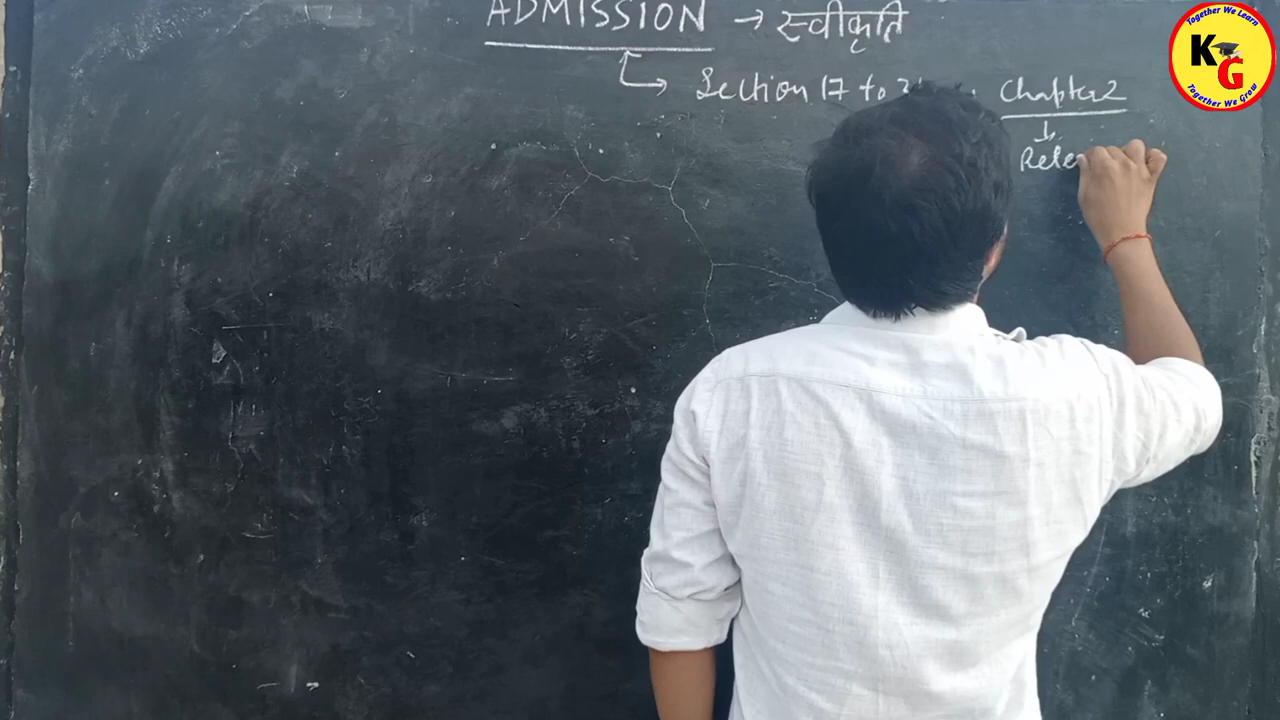 ADMISSION → स्वीकृति
Section 17 to Chapter 2
Rele
Together We Learn
KG
Together We Grow